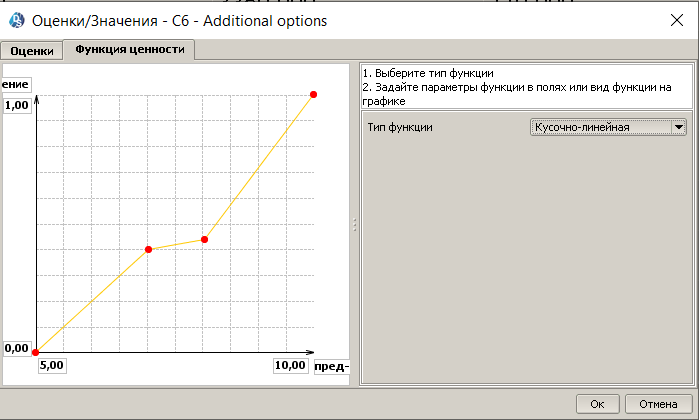 Оценки/Значения - C6 - Additional options
Оценки
Функция ценности
ение
1,00
0,00
5,00
10,00
пред-
1. Выберите тип функции
2. Задайте параметры функции в полях или вид функции на
графике
Тип функции
Кусочно-линейная
Ок
Отмена